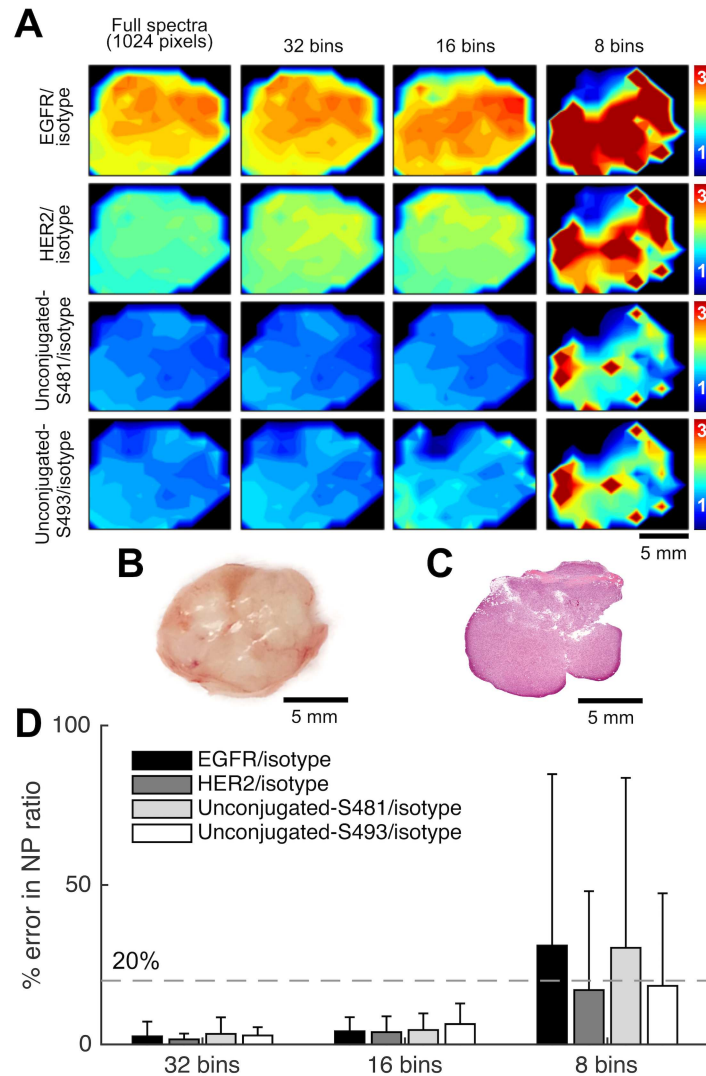 A
Full spectra
(1024 pixels)
32 bins
16 bins
8 bins
EGFR/
isotype
3
1
HER2/
isotype
3
1
Unconjugated-
S481/isotype
3
1
Unconjugated-
S493/isotype
3
1
5 mm
B
C
5 mm
5 mm
D
% error in NP ratio
100
50
0
EGFR/isotype
HER2/isotype
Unconjugated-S481/isotype
Unconjugated-S493/isotype
20%
32 bins
16 bins
8 bins